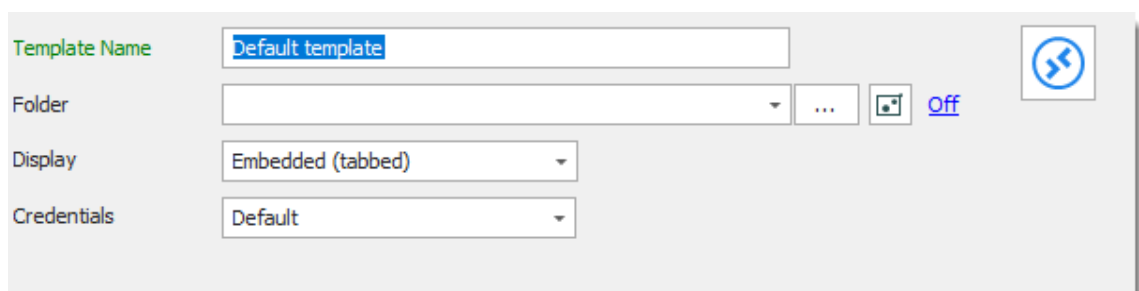 Template Name Default template
Folder ... Off
Display Embedded (tabbed)
Credentials Default